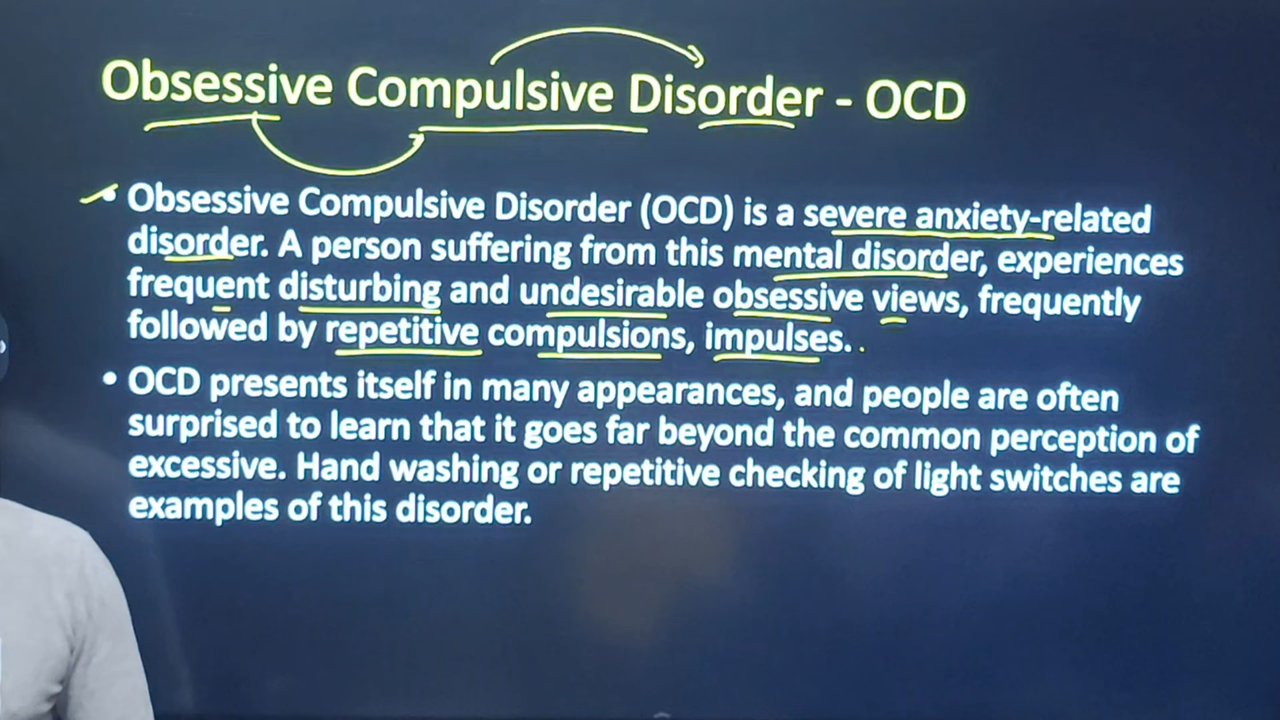 Obsessive Compulsive Disorder - OCD
• Obsessive Compulsive Disorder (OCD) is a severe anxiety-related
disorder. A person suffering from this mental disorder, experiences
frequent disturbing and undesirable obsessive views, frequently
followed by repetitive compulsions, impulses. .
• OCD presents itself in many appearances, and people are often
surprised to learn that it goes far beyond the common perception of
excessive. Hand washing or repetitive checking of light switches are
examples of this disorder.